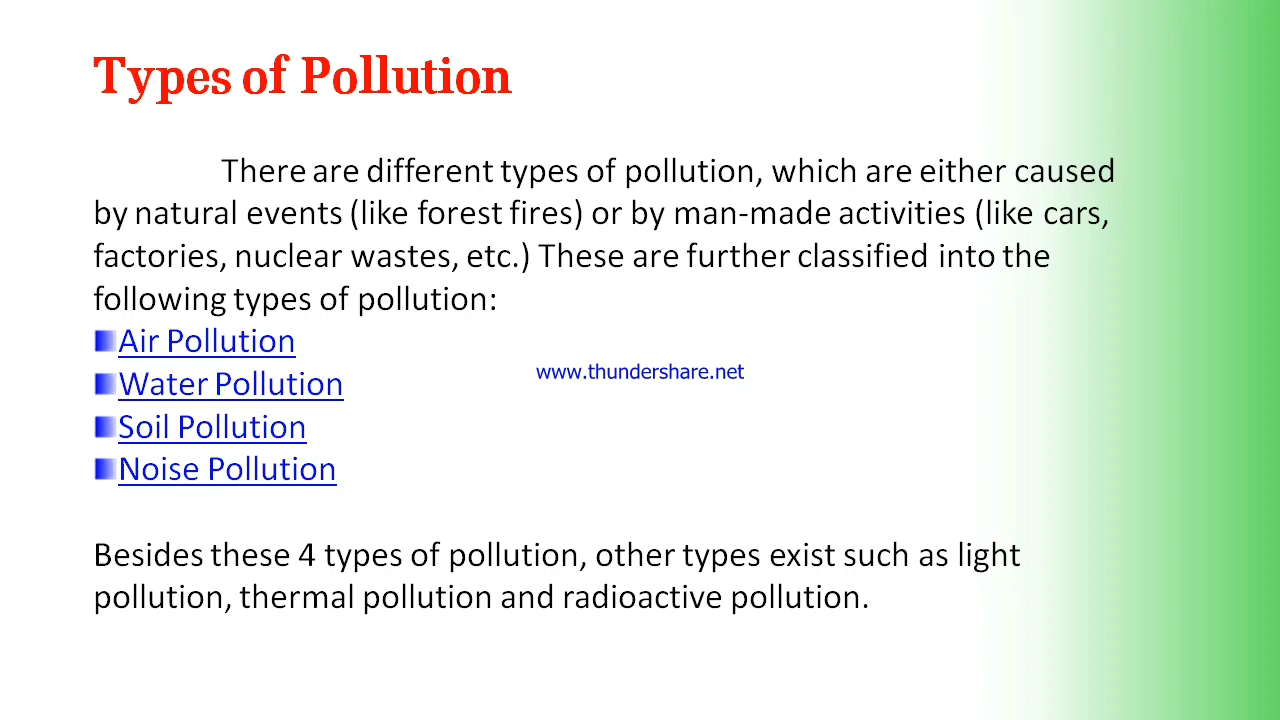 Types of Pollution
There are different types of pollution, which are either caused
by natural events (like forest fires) or by man-made activities (like cars,
factories, nuclear wastes, etc.) These are further classified into the
following types of pollution:
Air Pollution
www.thundershare.net
Water Pollution
Soil Pollution
Noise Pollution
Besides these 4 types of pollution, other types exist such as light
pollution, thermal pollution and radioactive pollution.